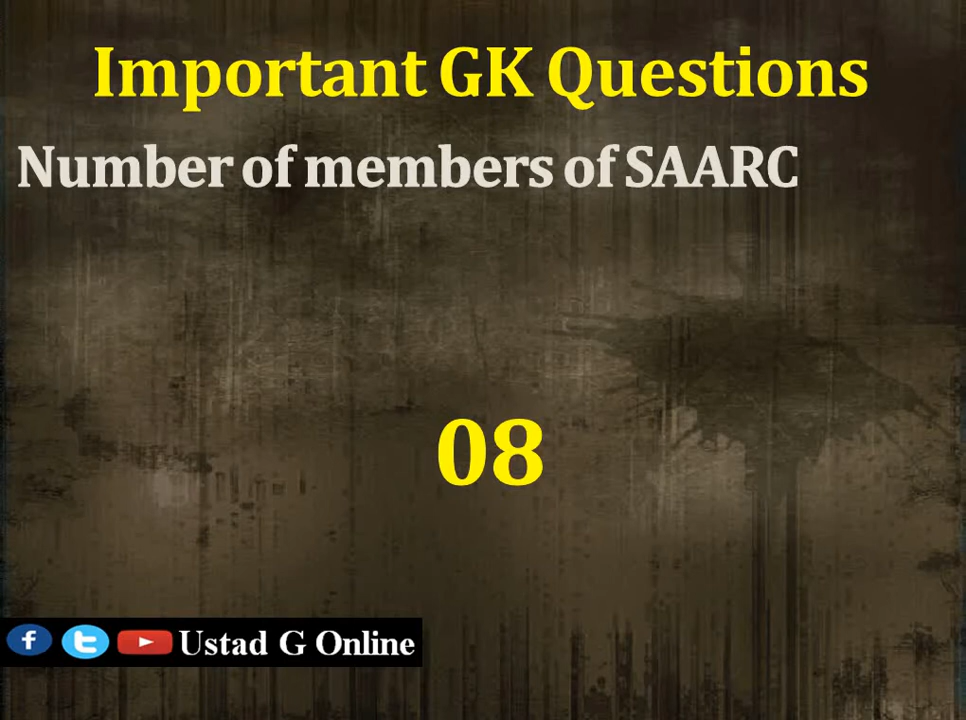 Important GK Questions
Number of members of SAARC
08
Ustad G Online